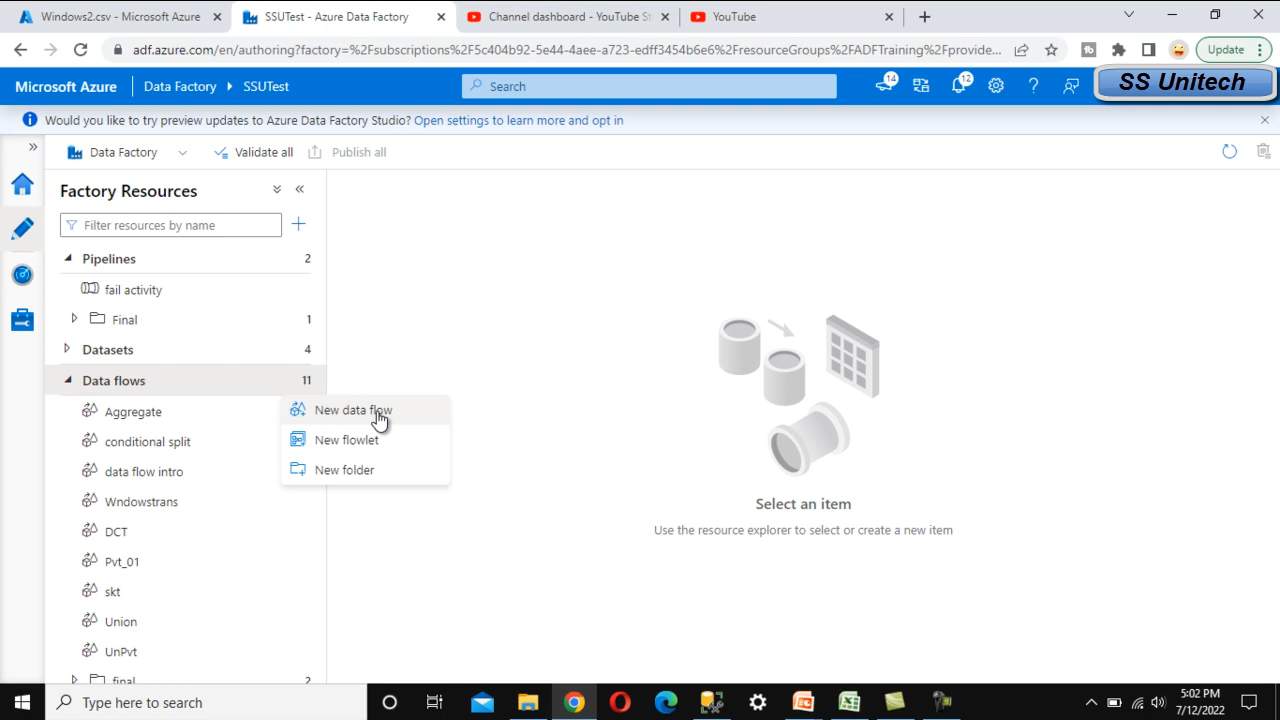 Windows2.csv - Microsoft Azure
SSUTest - Azure Data Factory
Channel dashboard - YouTube St
YouTube
adf.azure.com/en/authoring?factory=%2Fsubscriptions%2F5c404b92-5e44-4aee-a723-edff3454b6e6%2FresourceGroups%2FADFTraining%2Fprovide...
Update
Microsoft Azure
Data Factory
SSUTest
Search
14
12
SS Unitech
Would you like to try preview updates to Azure Data Factory Studio? Open settings to learn more and opt in
Data Factory
Validate all
Publish all
Factory Resources
Filter resources by name
Pipelines 2
fail activity
Final 1
Datasets 4
Data flows 11
Aggregate
conditional split
data flow intro
Wndowstrans
DCT
Pvt_01
skt
Union
UnPvt
final 2
New data flow
New flowlet
New folder
Select an item
Use the resource explorer to select or create a new item
Type here to search
5:02 PM
7/12/2022